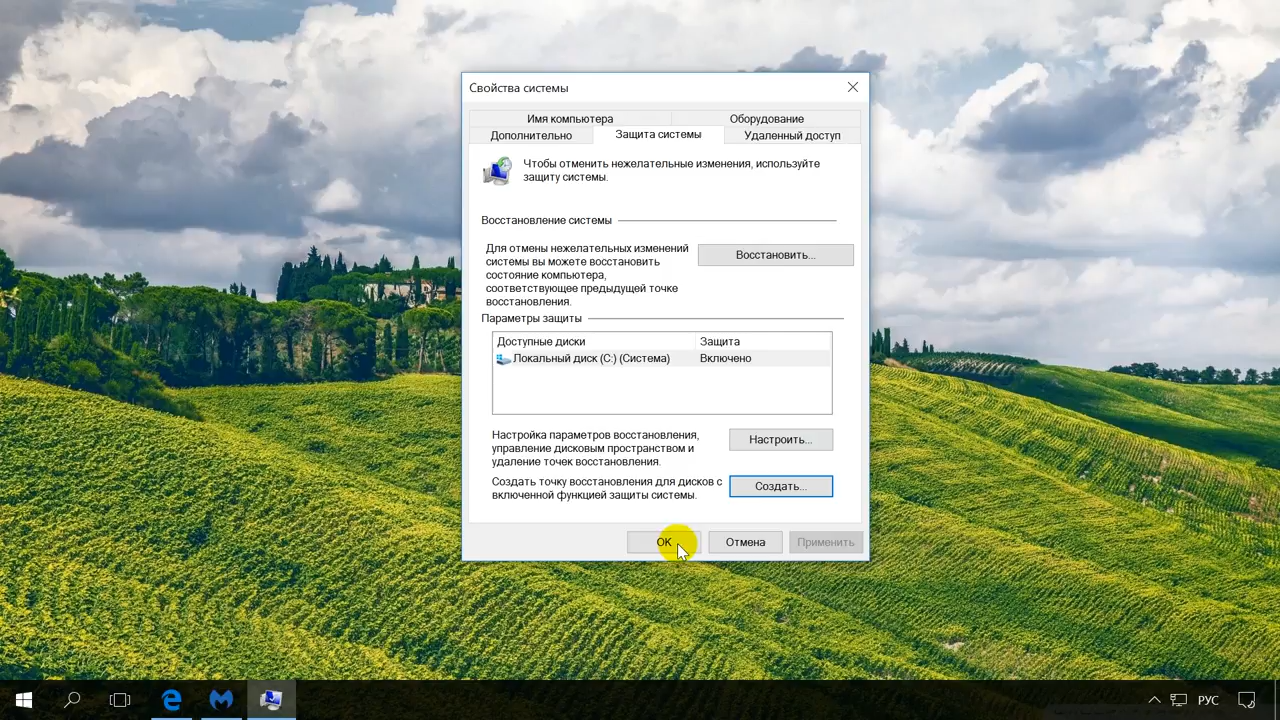 Свойства системы
Имя компьютера
Оборудование
Дополнительно
Защита системы
Удаленный доступ
Чтобы отменить нежелательные изменения, используйте
защиту системы.
Восстановление системы
Для отмены нежелательных изменений
системы вы можете восстановить
состояние компьютера,
соответствующее предыдущей точке
восстановления.
Восстановить...
Параметры защиты
Доступные диски
Защита
Локальный диск (C:) (Система)
Включено
Настройка параметров восстановления,
управление дисковым пространством и
удаление точек восстановления.
Настроить...
Создать точку восстановления для дисков с
включенной функцией защиты системы.
Создать...
ОК
Отмена
Применить
РУС